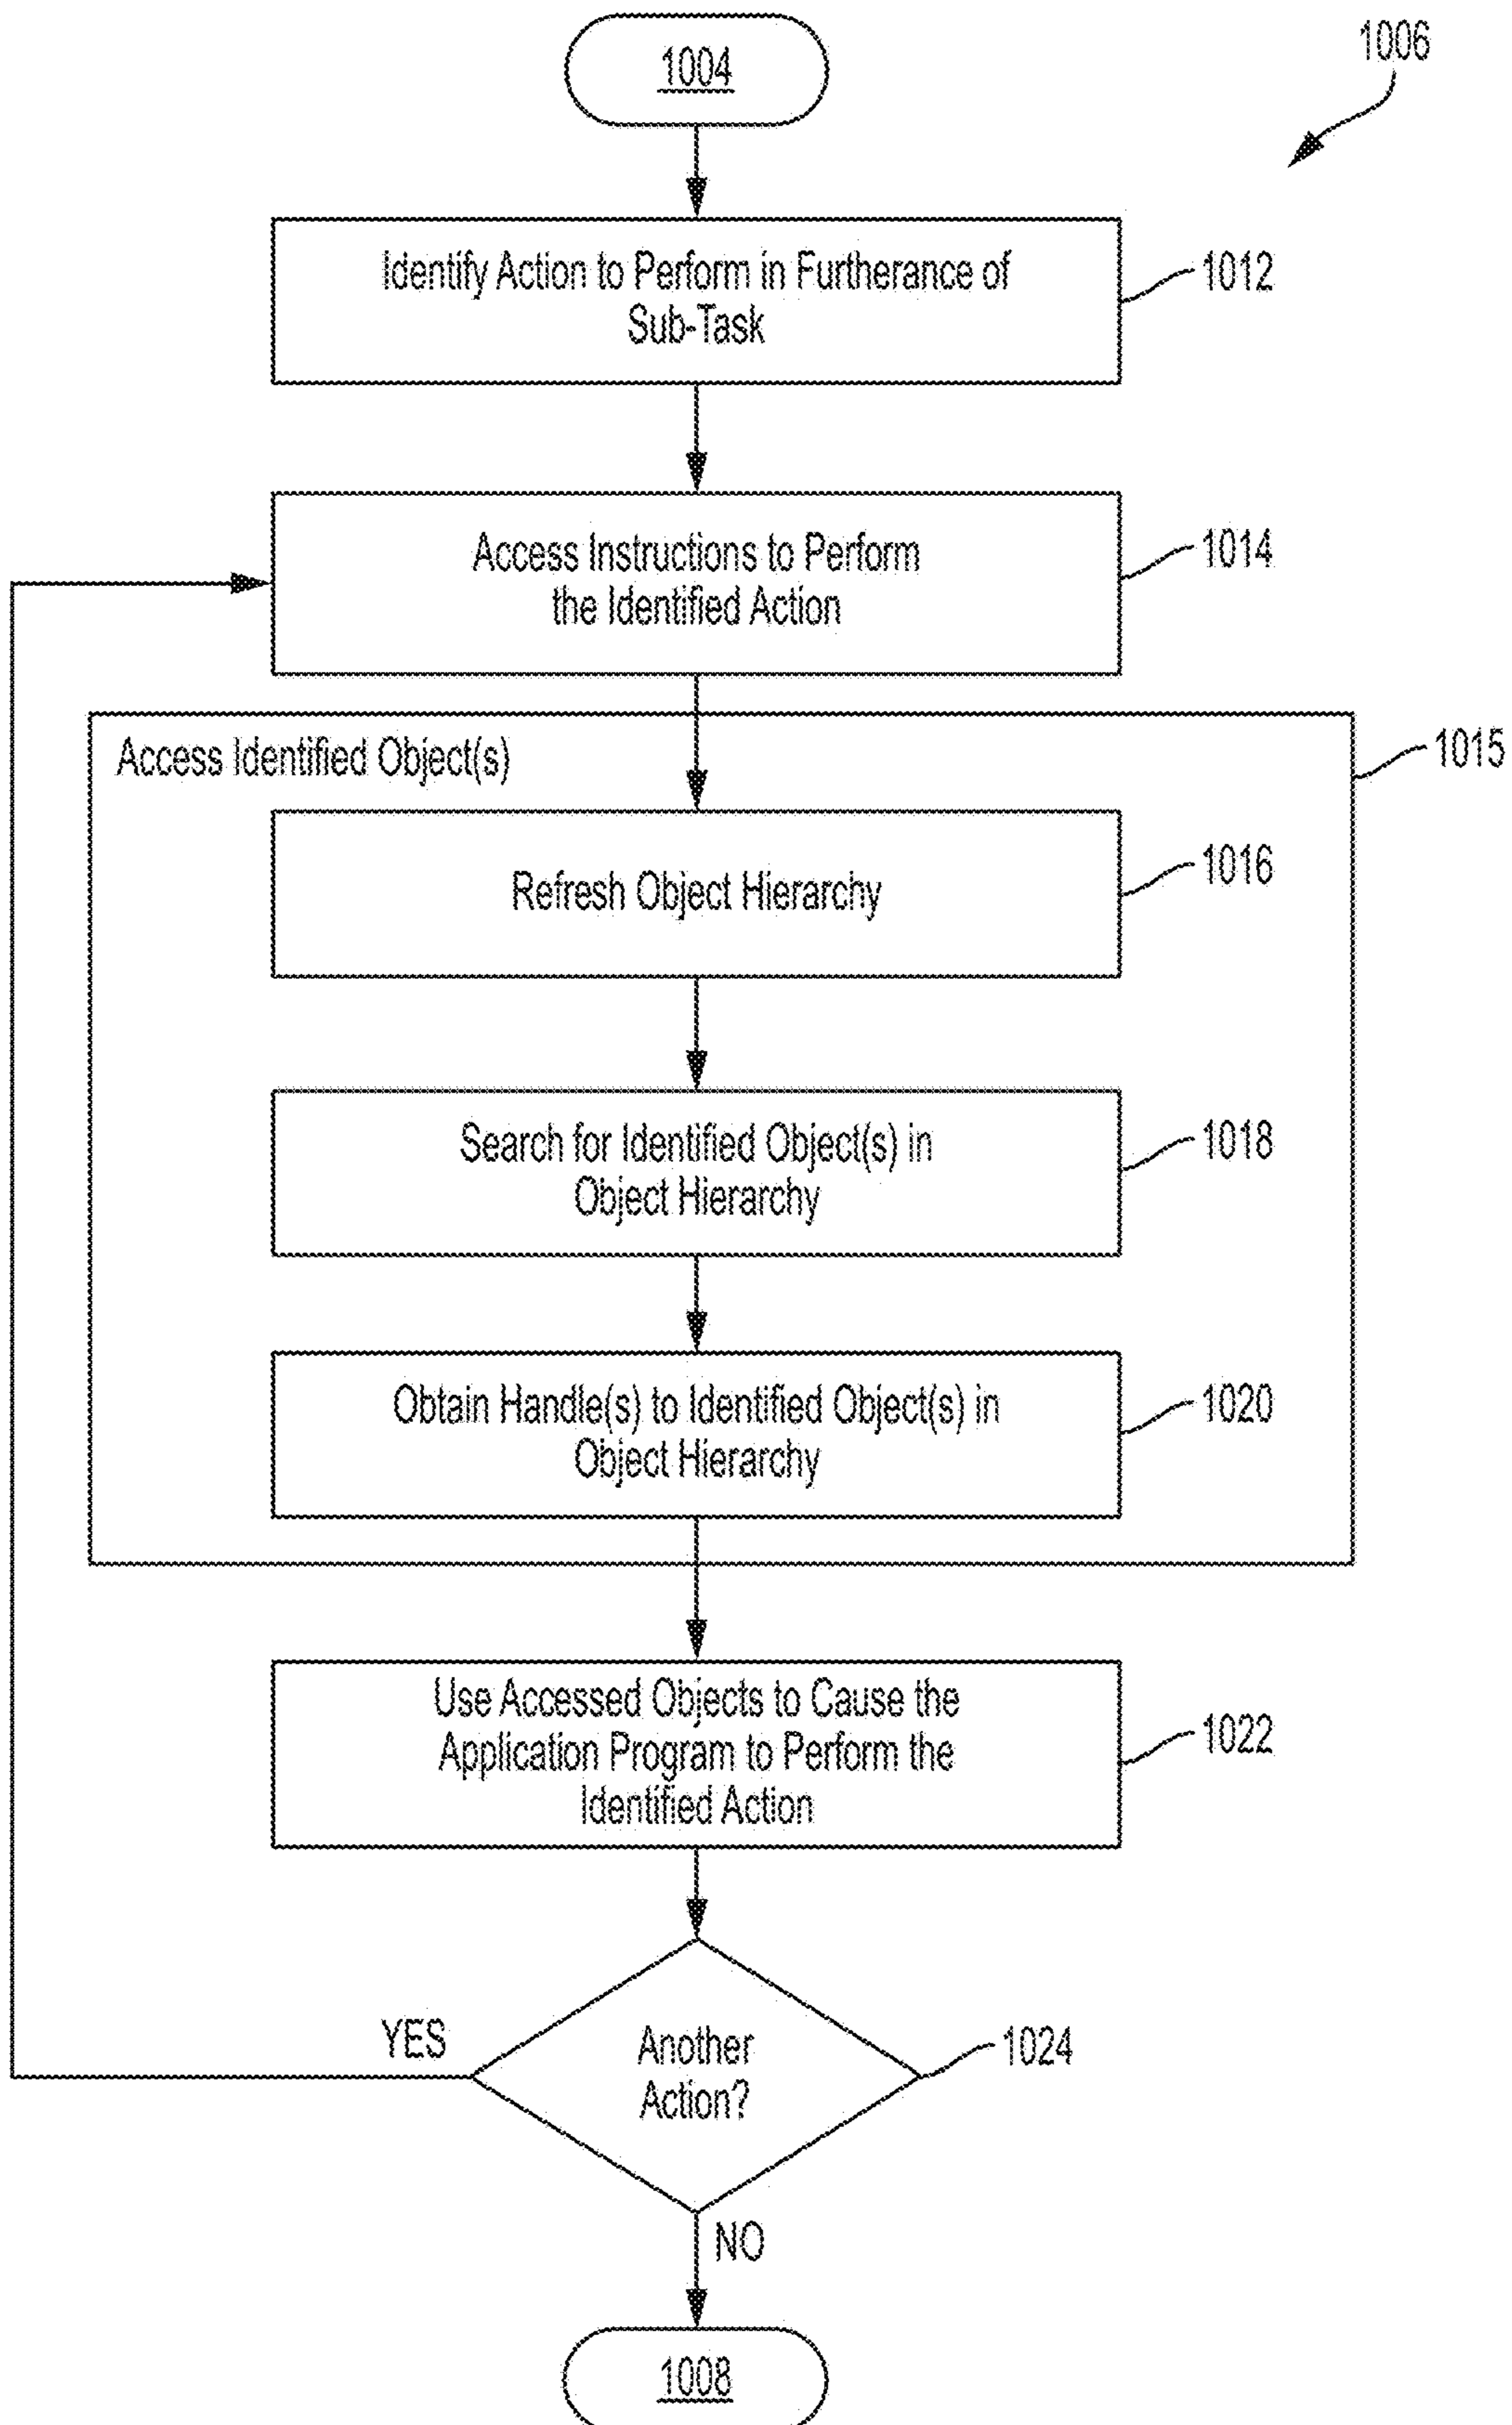 1004
1006
Identify Action to Perform in Furtherance of
Sub-Task
1012
Access Instructions to Perform
the Identified Action
1014
Access Identified Object(s)
1015
Refresh Object Hierarchy
1016
Search for Identified Object(s) in
Object Hierarchy
1018
Obtain Handle(s) to Identified Object(s) in
Object Hierarchy
1020
Use Accessed Objects to Cause the
Application Program to Perform the
Identified Action
1022
YES
Another
Action?
1024
NO
1008